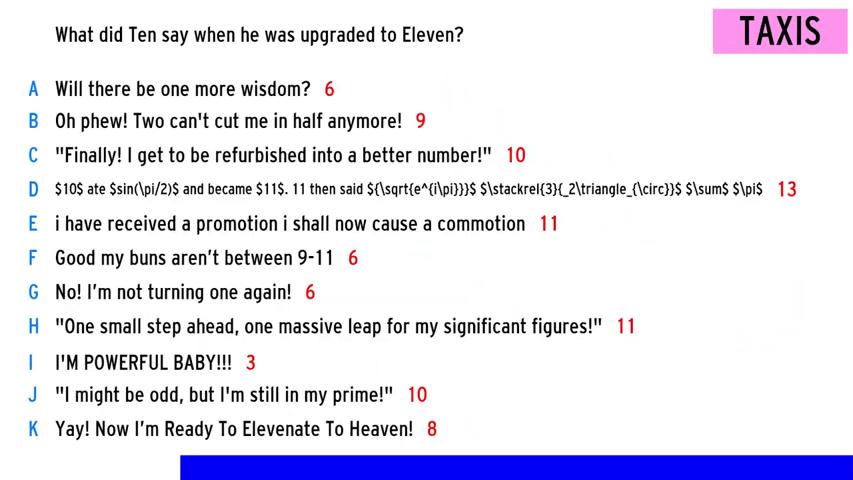 What did Ten say when he was upgraded to Eleven?
TAXIS
A Will there be one more wisdom? 6
B Oh phew! Two can't cut me in half anymore! 9
C "Finally! I get to be refurbished into a better number!" 10
D $10$ ate $sin(\pi/2)$ and became $11$. 11 then said ${\sqrt{e^{i\pi}}}$ $\stackrel{3}{_2\triangle_{\circ}}$ $\sum$ $\pi$ 13
E i have received a promotion i shall now cause a commotion 11
F Good my buns aren't between 9-11 6
G No! I'm not turning one again! 6
H "One small step ahead, one massive leap for my significant figures!" 11
I I'M POWERFUL BABY!!! 3
J "I might be odd, but I'm still in my prime!" 10
K Yay! Now I'm Ready To Elevenate To Heaven! 8